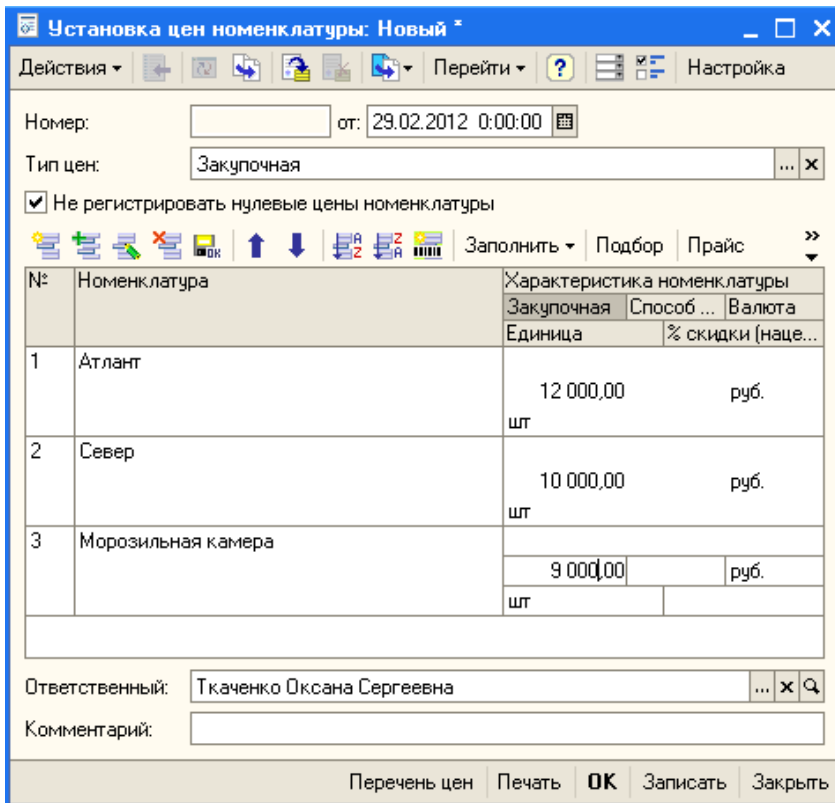 Установка цен номенклатуры: Новый *
Действия Перейти ? Настройка
Номер: от: 29.02.2012 0:00:00
Тип цен: Закупочная ... x
Не регистрировать нулевые цены номенклатуры
Заполнить Подбор Прайс »
№ Номенклатура Характеристика номенклатуры
Закупочная Способ ... Валюта
Единица % скидки (наце...
1 Атлант
12 000,00 руб.
шт
2 Север
10 000,00 руб.
шт
3 Морозильная камера
9 000,00 руб.
шт
Ответственный: Ткаченко Оксана Сергеевна ... x
Комментарий:
Перечень цен Печать OK Записать Закрыть